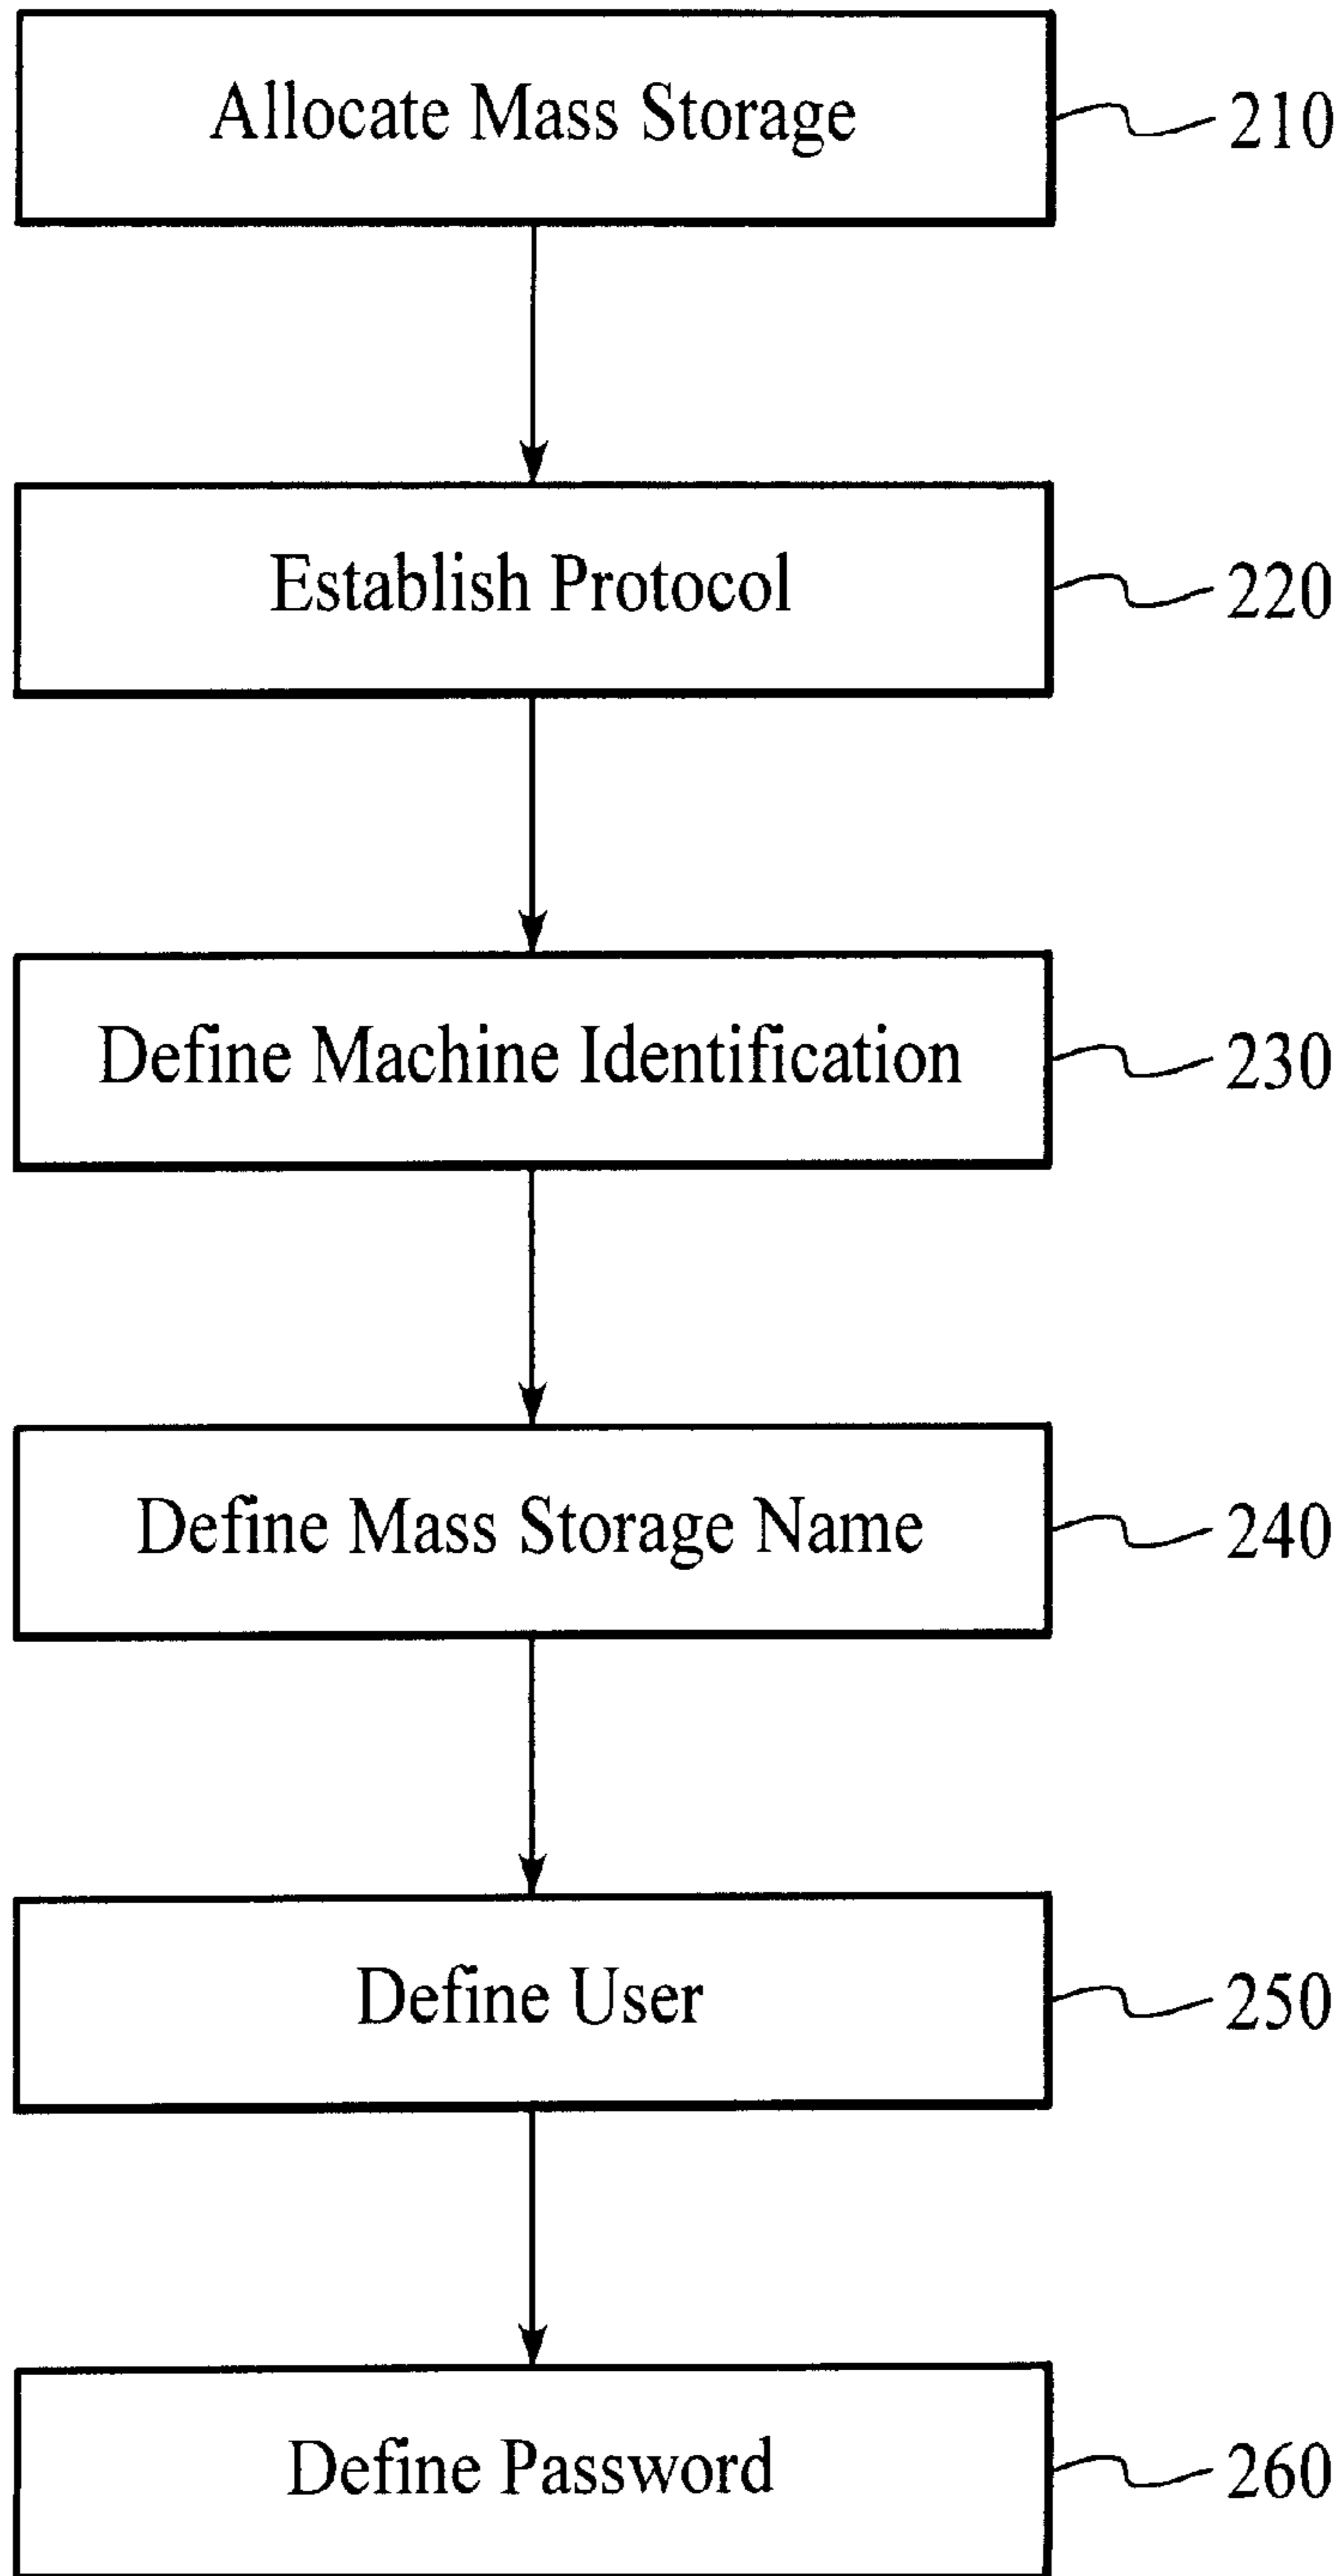 Allocate Mass Storage 210
Establish Protocol 220
Define Machine Identification 230
Define Mass Storage Name 240
Define User 250
Define Password 260